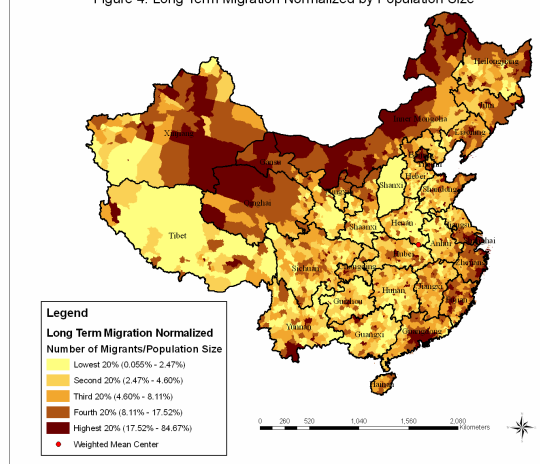 Figure 4: Long Term Migration Normalized by Population Size
Heilongjiang
Jilin
Liaoning
Inner Mongolia
Xinjiang
Gansu
Hebei
Shanxi
Shandong
Qinghai
Shaanxi
Henan
Jiangsu
Tibet
Anhui
Shanghai
Hubei
Sichuan
Chongqing
Zhejiang
Hunan
Jiangxi
Guizhou
Fujian
Yunnan
Guangxi
Guangdong
Hainan
Legend
Long Term Migration Normalized
Number of Migrants/Population Size
Lowest 20% (0.055% - 2.47%)
Second 20% (2.47% - 4.60%)
Third 20% (4.60% - 8.11%)
Fourth 20% (8.11% - 17.52%)
Highest 20% (17.52% - 84.67%)
Weighted Mean Center
0 260 520 1,040 1,560 2,080
Kilometers